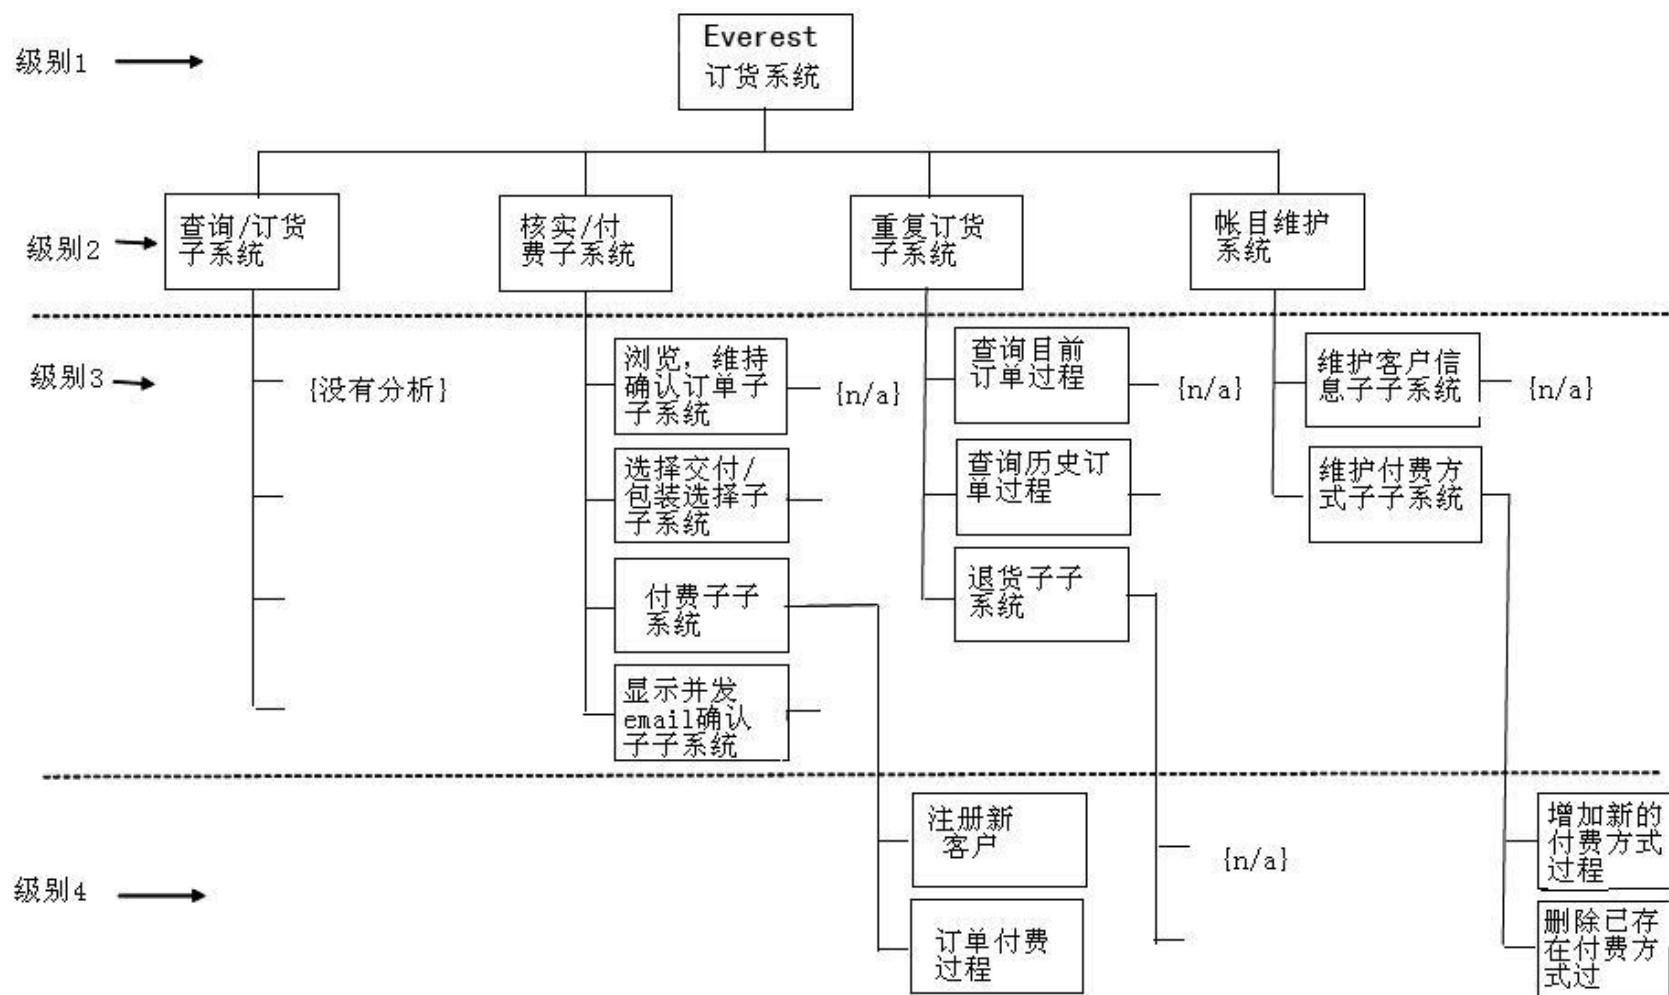 级别1
Everest
订货系统
级别2
查询/订货
子系统
核实/付
费子系统
重复订货
子系统
帐目维护
系统
级别3
{没有分析}
浏览，维持
确认订单子
子系统
{n/a}
查询目前
订单过程
{n/a}
维护客户信
息子子系统
{n/a}
选择交付/
包装选择子
子系统
查询历史订
单过程
维护付费方
式子子系统
付费子子
系统
退货子子
系统
显示并发
email确认
子子系统
级别4
注册新
客户
{n/a}
增加新的
付费方式
过程
订单付费
过程
删除已存
在付费方
式过